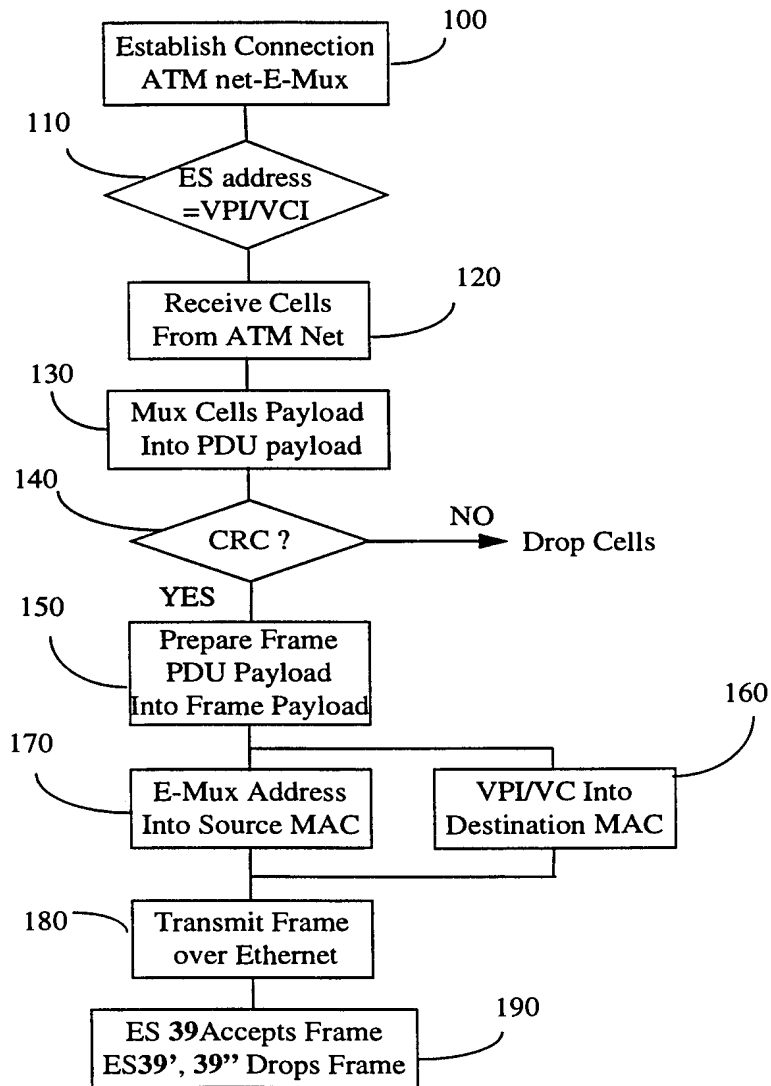 100
Establish Connection
ATM net-E-Mux
110
ES address
=VPI/VCI
120
Receive Cells
From ATM Net
130
Mux Cells Payload
Into PDU payload
140
CRC ?
NO
Drop Cells
YES
150
Prepare Frame
PDU Payload
Into Frame Payload
160
170
E-Mux Address
Into Source MAC
VPI/VC Into
Destination MAC
180
Transmit Frame
over Ethernet
190
ES 39Accepts Frame
ES39’, 39” Drops Frame